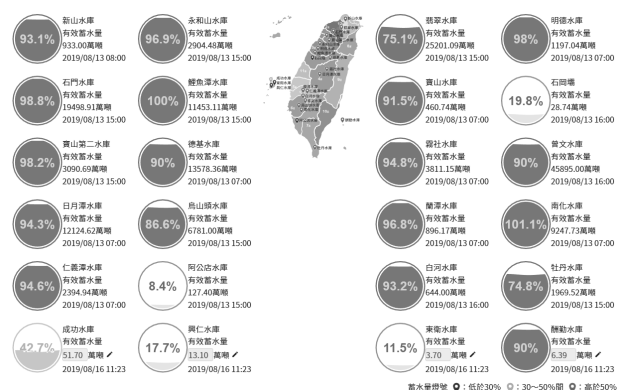 93.1%
新山水庫
有效蓄水量
933.00萬噸
2019/08/13 08:00
96.9%
永和山水庫
有效蓄水量
2904.48萬噸
2019/08/13 15:00
75.1%
翡翠水庫
有效蓄水量
25201.09萬噸
2019/08/13 15:00
98%
明德水庫
有效蓄水量
1197.04萬噸
2019/08/13 07:00
98.8%
石門水庫
有效蓄水量
19498.91萬噸
2019/08/13 15:00
100%
鯉魚潭水庫
有效蓄水量
11453.11萬噸
2019/08/13 15:00
91.5%
寶山水庫
有效蓄水量
460.74萬噸
2019/08/13 07:00
19.8%
石岡壩
有效蓄水量
28.74萬噸
2019/08/13 16:00
98.2%
寶山第二水庫
有效蓄水量
3090.69萬噸
2019/08/13 15:00
90%
德基水庫
有效蓄水量
13578.36萬噸
2019/08/13 07:00
94.8%
霧社水庫
有效蓄水量
3811.15萬噸
2019/08/13 07:00
90%
曾文水庫
有效蓄水量
45895.00萬噸
2019/08/13 16:00
94.3%
日月潭水庫
有效蓄水量
12124.62萬噸
2019/08/13 07:00
86.6%
烏山頭水庫
有效蓄水量
6781.00萬噸
2019/08/13 15:00
96.8%
蘭潭水庫
有效蓄水量
896.17萬噸
2019/08/13 07:00
101.1%
南化水庫
有效蓄水量
9247.73萬噸
2019/08/13 07:00
94.6%
仁義潭水庫
有效蓄水量
2394.94萬噸
2019/08/13 07:00
8.4%
阿公店水庫
有效蓄水量
127.40萬噸
2019/08/13 15:00
93.2%
白河水庫
有效蓄水量
644.00萬噸
2019/08/13 16:00
74.8%
牡丹水庫
有效蓄水量
1969.52萬噸
2019/08/13 15:00
42.7%
成功水庫
有效蓄水量
51.70 萬噸
2019/08/16 11:23
17.7%
興仁水庫
有效蓄水量
13.10 萬噸
2019/08/16 11:23
11.5%
東衛水庫
有效蓄水量
3.70 萬噸
2019/08/16 11:23
90%
酬勤水庫
有效蓄水量
6.39 萬噸
2019/08/16 11:23
蓄水量燈號 :低於30% :30~50%間 :高於50%